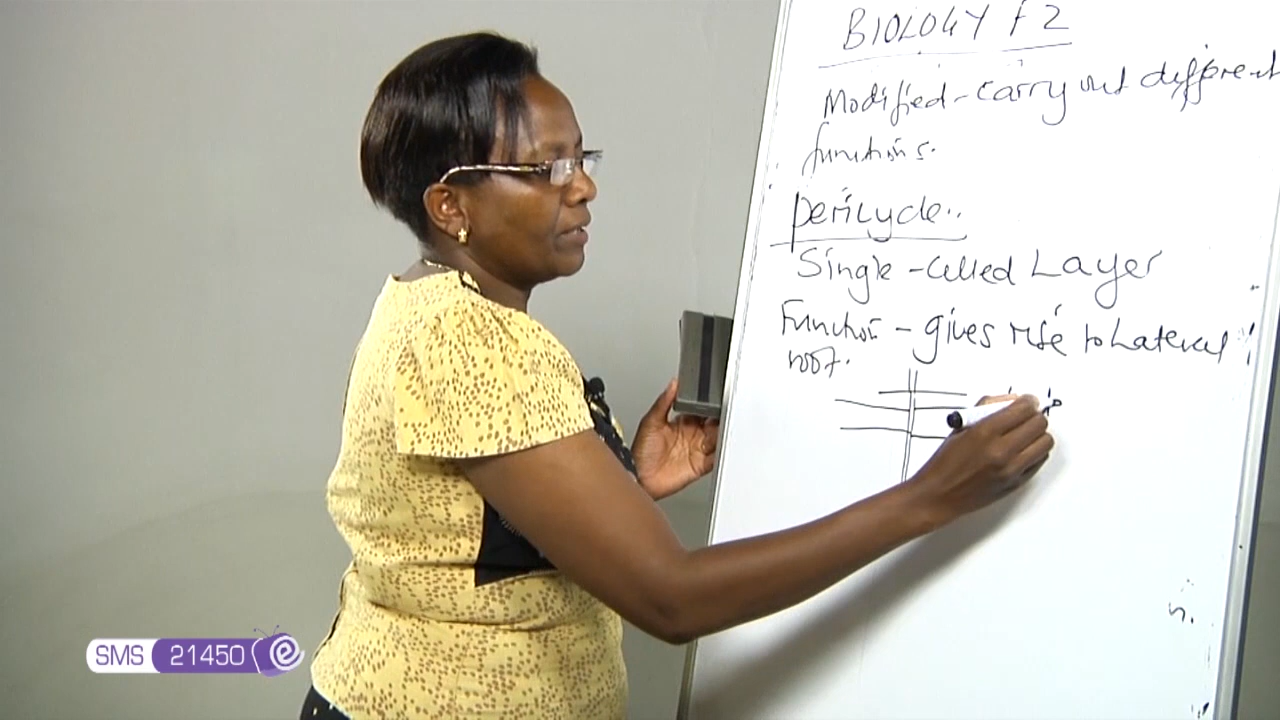 BIOLOGY F2
Modified - carry out different
functions.
pericycle..
Single - celled Layer
Function - gives rise to Lateral
root.
SMS 21450 e